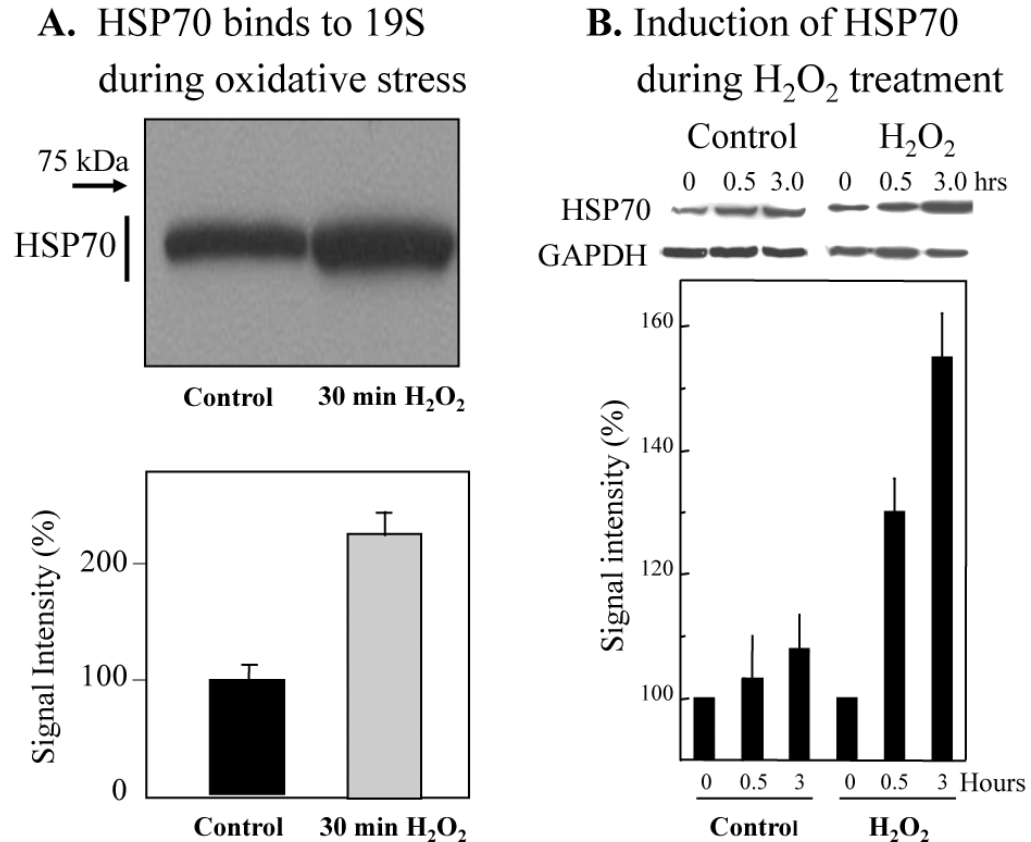 A. HSP70 binds to 19S
during oxidative stress
75 kDa
HSP70
Control 30 min H₂O₂
Signal Intensity (%)
200
100
0
Control 30 min H₂O₂
B. Induction of HSP70
during H₂O₂ treatment
Control H₂O₂
0 0.5 3.0 0 0.5 3.0 hrs
HSP70
GAPDH
Signal intensity (%)
160
140
120
100
0 0.5 3 0 0.5 3 Hours
Control H₂O₂